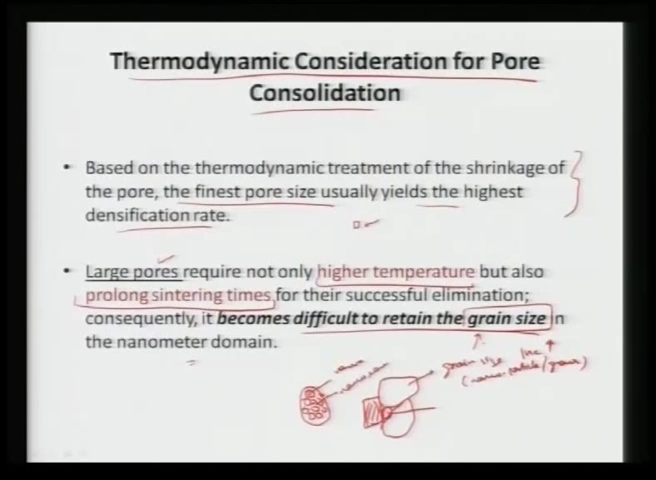 Thermodynamic Consideration for Pore
Consolidation
• Based on the thermodynamic treatment of the shrinkage of
the pore, the finest pore size usually yields the highest
densification rate.
• Large pores require not only higher temperature but also
prolong sintering times for their successful elimination;
consequently, it becomes difficult to retain the grain size in
the nanometer domain.
grain size